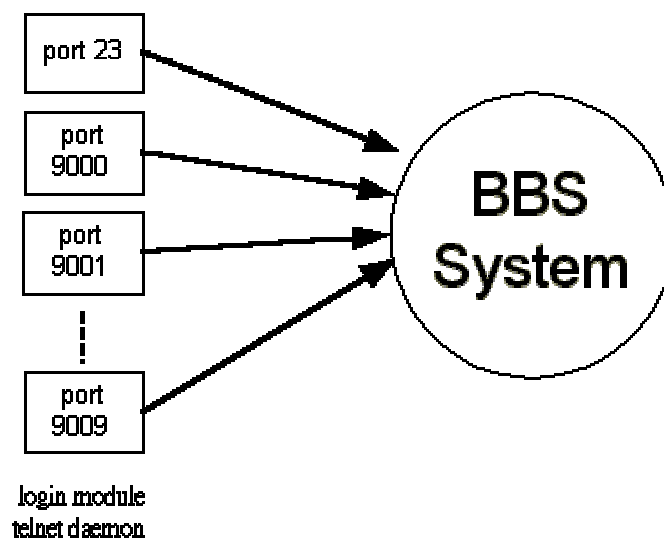 port 23
port
9000
port
9001
port
9009
BBS
System
login module
telnet daemon